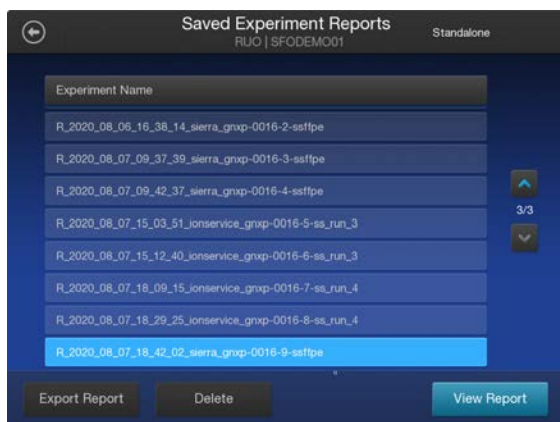 Saved Experiment Reports
RUO | SFODEMO01
Standalone
Experiment Name
R_2020_08_06_16_38_14_sierra_gnxp-0016-2-ssffpe
R_2020_08_07_09_37_39_sierra_gnxp-0016-3-ssffpe
R_2020_08_07_09_42_37_sierra_gnxp-0016-4-ssffpe
R_2020_08_07_15_03_51_ionservice_gnxp-0016-5-ss_run_3
R_2020_08_07_15_12_40_ionservice_gnxp-0016-6-ss_run_3
R_2020_08_07_18_09_15_ionservice_gnxp-0016-7-ss_run_4
R_2020_08_07_18_29_25_ionservice_gnxp-0016-8-ss_run_4
R_2020_08_07_18_42_02_sierra_gnxp-0016-9-ssffpe
3/3
Export Report
Delete
View Report